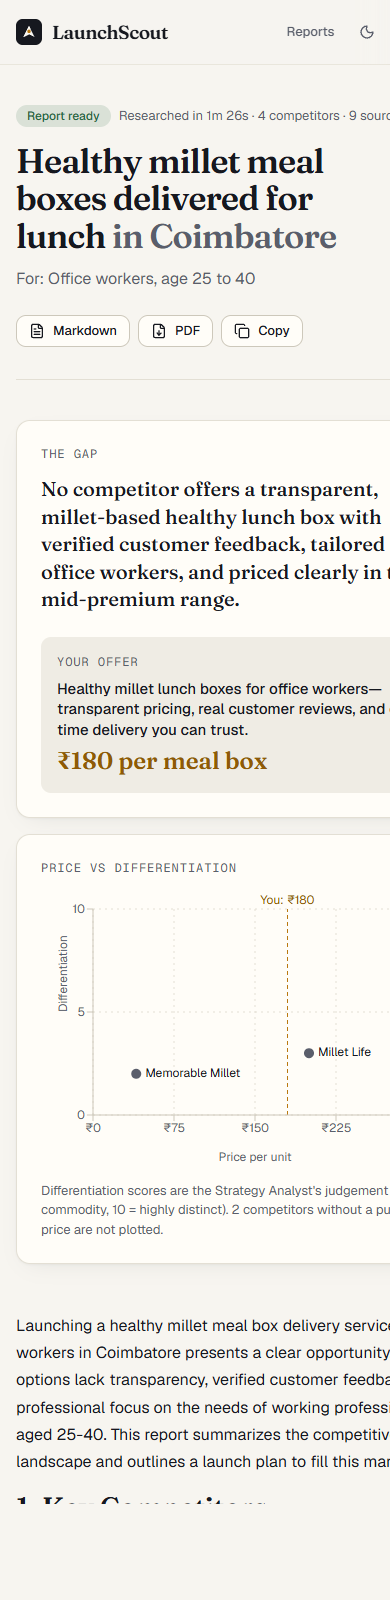 LaunchScout
Reports
Report ready
Researched in 1m 26s · 4 competitors · 9
Healthy millet meal
boxes delivered for
lunch in Coimbatore
For: Office workers, age 25 to 40
Markdown
PDF
Copy
THE GAP
No competitor offers a transparent,
millet-based healthy lunch box with
verified customer feedback, tailored
office workers, and priced clearly in
mid-premium range.
YOUR OFFER
Healthy millet lunch boxes for office workers—
transparent pricing, real customer reviews, and
time delivery you can trust.
₹180 per meal box
PRICE VS DIFFERENTIATION
You: ₹180
10
Differentiation
5
Millet Life
Memorable Millet
0
₹0
₹75
₹150
₹225
Price per unit
Differentiation scores are the Strategy Analyst's judgement
commodity, 10 = highly distinct). 2 competitors without a
price are not plotted.
Launching a healthy millet meal box delivery
workers in Coimbatore presents a clear opportunity
options lack transparency, verified customer
professional focus on the needs of working
aged 25-40. This report summarizes the
landscape and outlines a launch plan to fill this
1. Key Competitors